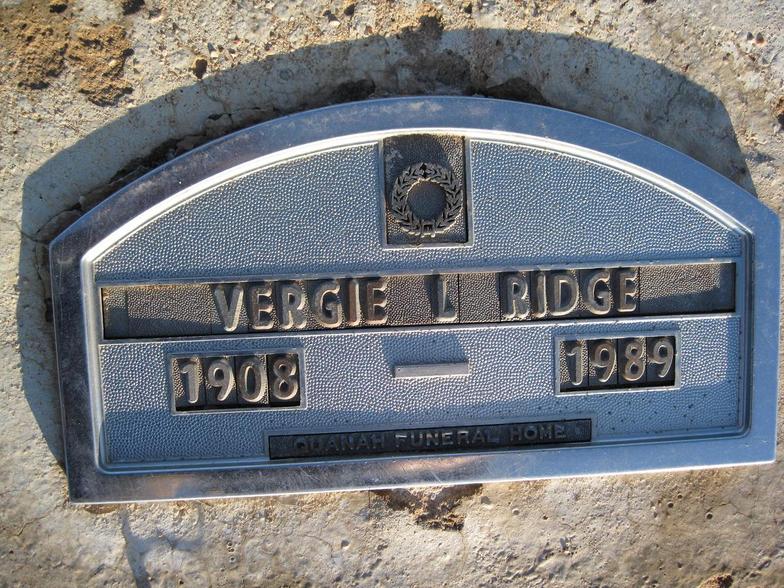 VERGIE L RIDGE
1908 — 1989
QUANAH FUNERAL HOME